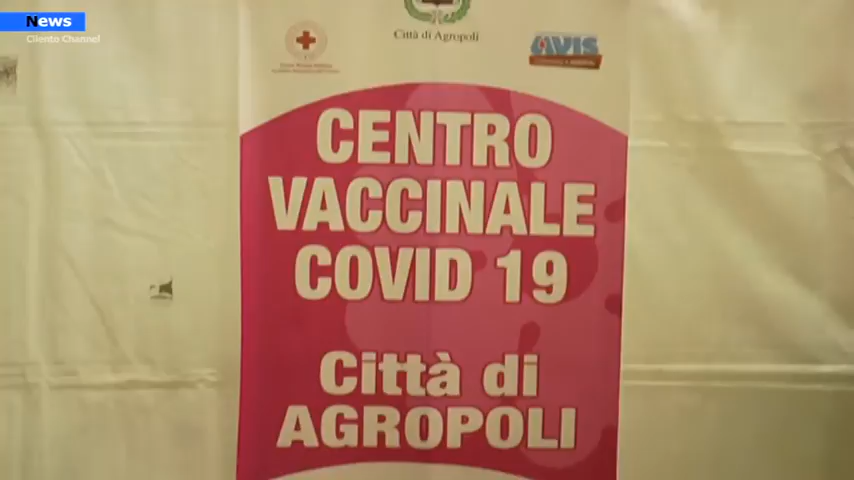 News
Cilento Channel
Città di Agropoli
AVIS
CENTRO
VACCINALE
COVID 19
Città di
AGROPOLI